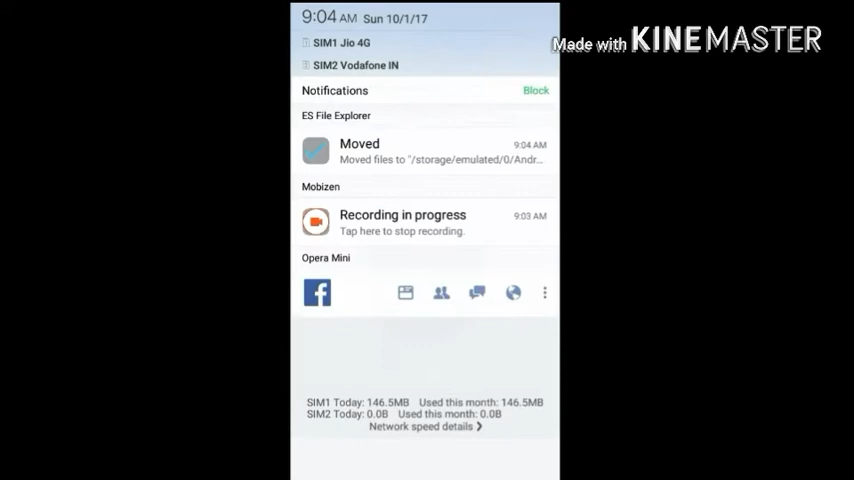 9:04 AM Sun 10/1/17
SIM1 Jio 4G
Made with KINEMASTER
SIM2 Vodafone IN
Notifications Block
ES File Explorer
Moved 9:04 AM
Moved files to "/storage/emulated/0/Andr...
Mobizen
Recording in progress 9:03 AM
Tap here to stop recording.
Opera Mini
f
SIM1 Today: 146.5MB Used this month: 146.5MB
SIM2 Today: 0.0B Used this month: 0.0B
Network speed details ❯